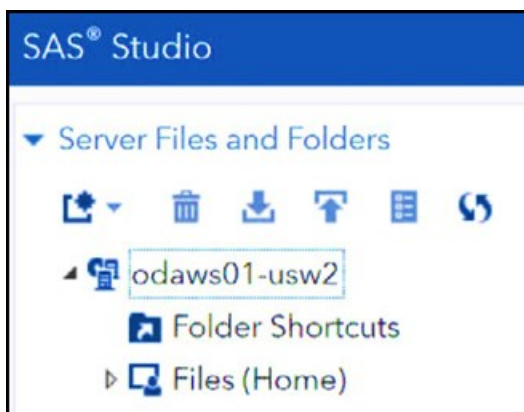 SAS® Studio
Server Files and Folders
odaws01-usw2
Folder Shortcuts
Files (Home)